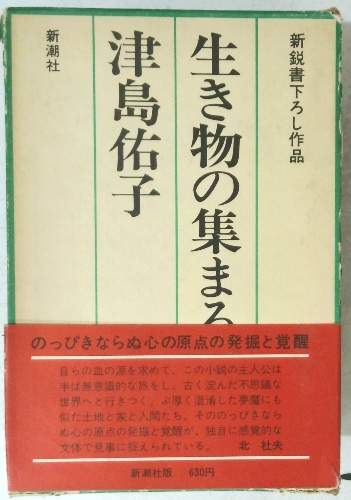 新鋭書下ろし作品
生き物の集まる
津島佑子
新潮社
のっぴきならぬ心の原点の発掘と覚醒
自らの血の源を求めて、この小説の主人公は
半ば無意識的な旅をし、古く淀んだ不思議な
世界へと行きつく。ぶ厚く混淆した夢魔にも
似た土地と家と人間たち。そののっぴきなら
ぬ心の原点の発掘と覚醒が、独自に感覚的な
文体で見事に捉えられている。 北 杜夫
新潮社版 630円